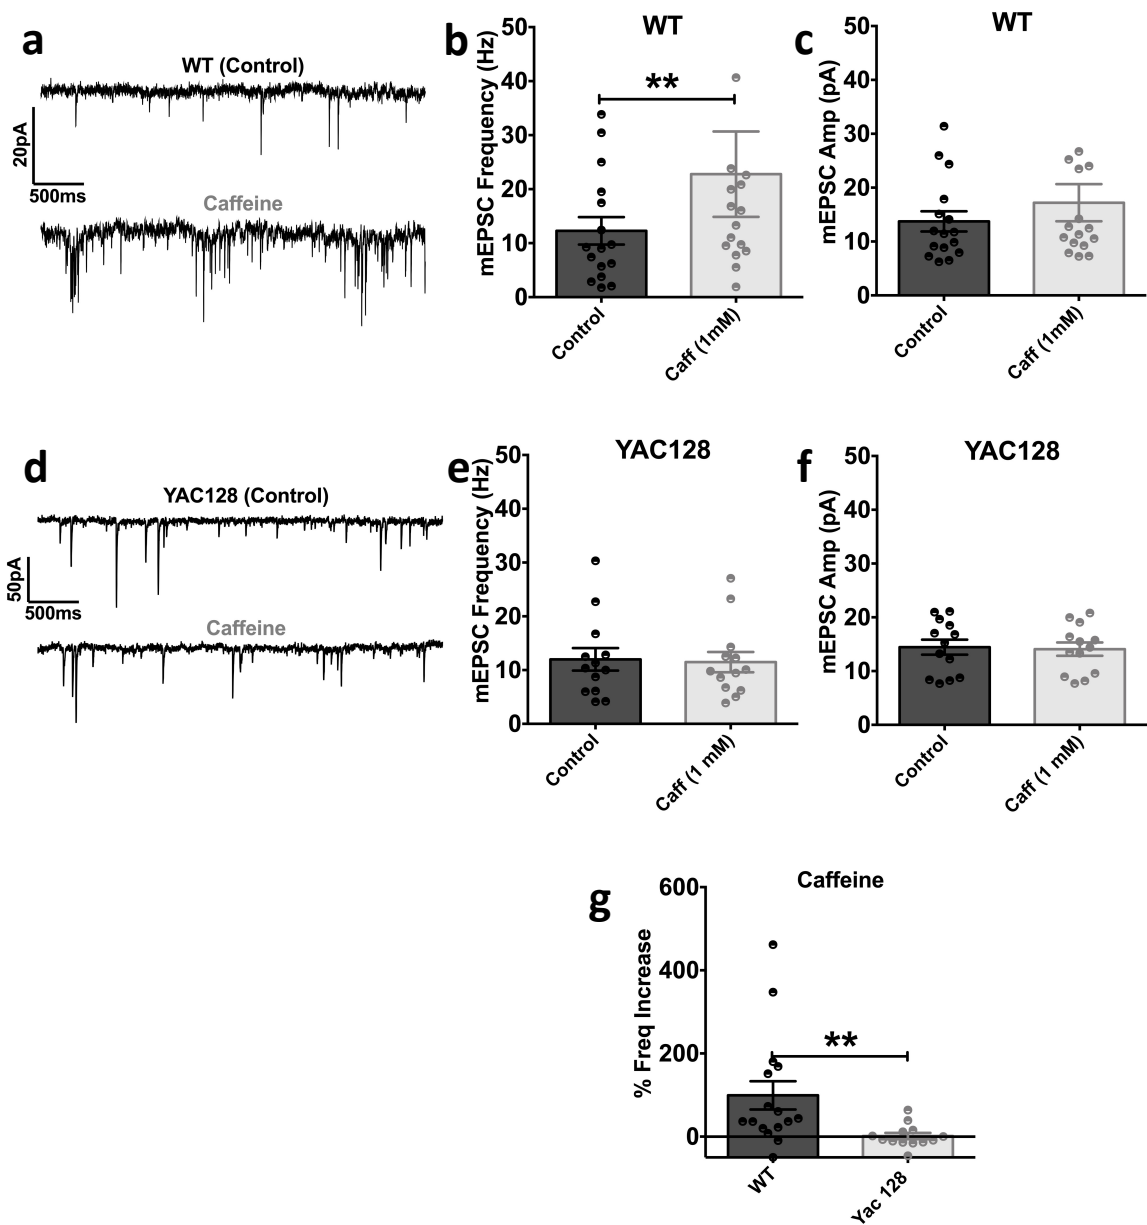 a
WT (Control)
20pA
500ms
Caffeine
b
WT
mEPSC Frequency (Hz)
50
40
30
20
10
0
**
Control
Caff (1mM)
c
WT
mEPSC Amp (pA)
50
40
30
20
10
0
Control
Caff (1mM)
d
YAC128 (Control)
50pA
500ms
Caffeine
e
YAC128
mEPSC Frequency (Hz)
50
40
30
20
10
0
Control
Caff (1 mM)
f
YAC128
mEPSC Amp (pA)
50
40
30
20
10
0
Control
Caff (1 mM)
g
Caffeine
% Freq Increase
600
400
200
0
**
WT
Yac 128